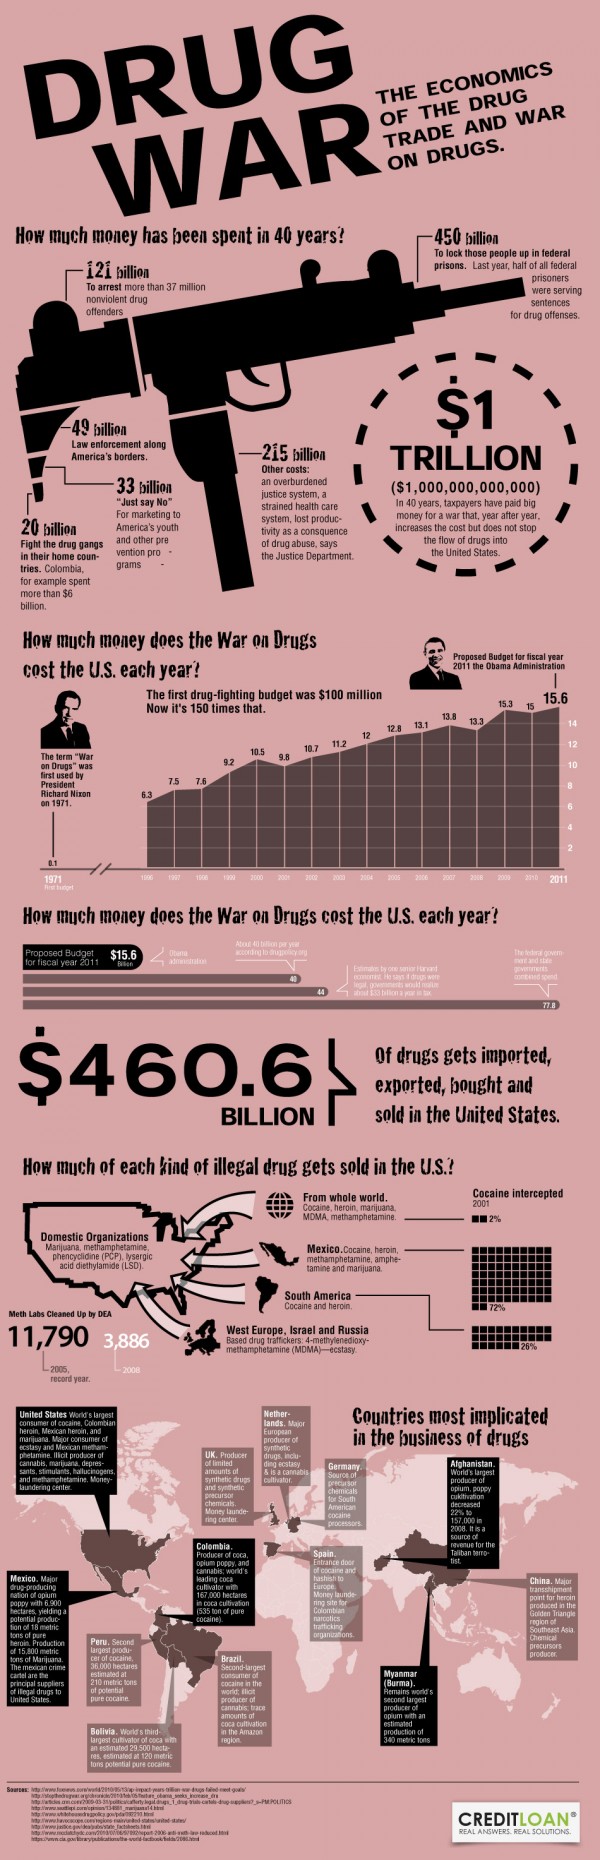 DRUG
WAR
THE ECONOMICS
OF THE DRUG
TRADE AND WAR
ON DRUGS.
How much money has been spent in 40 years?
121 billion
To arrest more than 37 million
nonviolent drug
offenders
450 billion
To lock those people up in federal
prisons. Last year, half of all federal
prisoners
were serving
sentences
for drug offenses.
49 billion
Law enforcement along
America's borders.
33 billion
"Just say No"
For marketing to
America's youth
and other pre
vention pro -
grams -
20 billion
Fight the drug gangs
in their home coun-
tries. Colombia,
for example spent
more than $6
billion.
215 billion
Other costs:
an overburdened
justice system, a
strained health care
system, lost produc-
tivity as a consquence
of drug abuse, says
the Justice Department.
$1
TRILLION
($1,000,000,000,000)
In 40 years, taxpayers have paid big
money for a war that, year after year,
increases the cost but does not stop
the flow of drugs into
the United States.
How much money does the War on Drugs
cost the U.S. each year?
Proposed Budget for fiscal year
2011 the Obama Administration
The first drug-fighting budget was $100 million
Now it's 150 times that.
The term "War
on Drugs" was
first used by
President
Richard Nixon
on 1971.
0.1
1971
first budget
6.3
7.5
7.6
9.2
10.5
9.8
10.7
11.2
12
12.8
13.1
13.8
13.3
15.3
15
15.6
14
12
10
8
6
4
2
1996 1997 1998 1999 2000 2001 2002 2003 2004 2005 2006 2007 2008 2009 2010 2011
How much money does the War on Drugs cost the U.S. each year?
Proposed Budget
for fiscal year 2011
$15.6
Billion
Obama
administration
About 40 billion per year
according to drugpolicy.org
40
Estimates by one senior Harvard
economist. He says if drugs were
legal, governments would realize
about $33 billion a year in tax.
44
The federal govern-
ment and state
governments
combined spend.
77.8
$460.6
BILLION
Of drugs gets imported,
exported, bought and
sold in the United States.
How much of each kind of illegal drug gets sold in the U.S.?
Domestic Organizations
Marijuana, methamphetamine,
phencyclidine (PCP), lysergic
acid diethylamide (LSD).
From whole world.
Cocaine, heroin, marijuana,
MDMA, methamphetamine.
Mexico. Cocaine, heroin,
methamphetamine, amphe-
tamine and marijuana.
South America
Cocaine and heroin.
West Europe, Israel and Russia
Based drug traffickers: 4-methylenedioxy-
methamphetamine (MDMA)—ecstasy.
Cocaine intercepted
2001
2%
72%
26%
Meth Labs Cleaned Up by DEA
11,790
3,886
2005,
record year.
2008
Countries most implicated
in the business of drugs
United States World's largest
consumer of cocaine, Colombian
heroin, Mexican heroin, and
marijuana. Major consumer of
ecstasy and Mexican metham-
phetamine. Illicit producer of
cannabis, marijuana, depres-
sants, stimulants, hallucinogens,
and methamphetamine. Money-
laundering center.
UK. Producer
of limited
amounts of
synthetic drugs
and synthetic
precursor
chemicals.
Money launde-
ring center.
Nether-
lands. Major
European
producer of
synthetic
drugs, inclu-
ding ecstasy
& is a cannabis
cultivator.
Germany.
Source of
precursor
chemicals
for South
American
cocaine
processors.
Afghanistan.
World's largest
producer of
opium, poppy
cukltivation
decreased
22% to
157,000 in
2008. It is a
source of
revenue for the
Taliban terro-
tist.
Colombia.
Producer of coca,
opium poppy, and
cannabis; world's
leading coca
cultivator with
167,000 hectares
in coca cultivation
(535 ton of pure
cocaine).
Spain.
Entrance door
of cocaine and
hashish to
Europe.
Money launde-
ring site for
Colombian
narcotics
trafficking
organizations.
China. Major
transshipment
point for heroin
produced in the
Golden Triangle
region of
Southeast Asia.
Chemical
precursors
producer.
Mexico. Major
drug-producing
nation of opium
poppy with 6,900
hectares, yielding a
potential produc-
tion of 18 metric
tons of pure
heroin. Production
of 15,800 metric
tons of Marijuana.
The mexican crime
cartel are the
principal suppliers
of illegal drugs to
United States.
Peru. Second
largest produ-
cer of cocaine,
36,000 hectares
estimated at
210 metric tons
of potential
pure cocaine.
Brazil.
Second-largest
consumer of
cocaine in the
world; illicit
producer of
cannabis; trace
amounts of
coca cultivation
in the Amazon
region.
Myanmar
(Burma).
Remains world's
second largest
producer of
opium with an
estimated
production of
340 metric tons
Bolivia. World's third-
largest cultivator of coca with
an estimated 29,500 hecta-
res, estimated at 120 metric
tons potential pure cocaine.
Sources:
CREDITLOAN®
REAL ANSWERS. REAL SOLUTIONS.